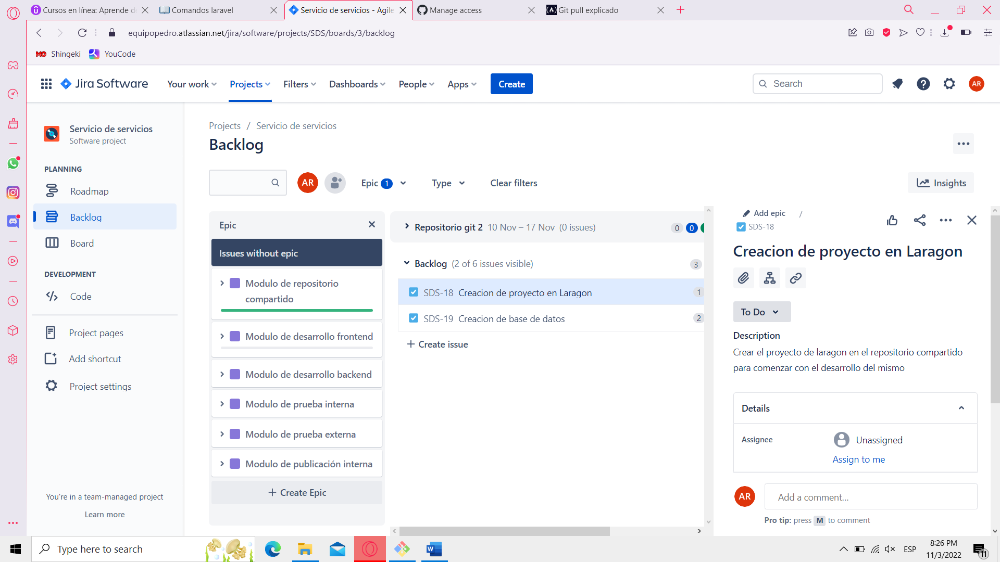 Cursos en línea: Aprende d
Comandos laravel
Servicio de servicios - Agile
Manage access
Git pull explicado
equipopedro.atlassian.net/jira/software/projects/SDS/boards/3/backlog
Shingeki
YouCode
Jira Software
Your work
Projects
Filters
Dashboards
People
Apps
Create
Search
AR
Servicio de servicios
Software project
PLANNING
Roadmap
Backlog
Board
DEVELOPMENT
Code
Project pages
Add shortcut
Project settings
You're in a team-managed project
Learn more
Projects / Servicio de servicios
Backlog
AR
Epic 1
Type
Clear filters
Insights
Epic
Issues without epic
Modulo de repositorio
compartido
Modulo de desarrollo frontend
Modulo de desarrollo backend
Modulo de prueba interna
Modulo de prueba externa
Modulo de publicación interna
+ Create Epic
Repositorio git 2 10 Nov – 17 Nov (0 issues)
0 0
Backlog (2 of 6 issues visible)
3
SDS-18 Creacion de proyecto en Laragon 1
SDS-19 Creacion de base de datos 2
+ Create issue
Add epic /
SDS-18
Creacion de proyecto en Laragon
To Do
Description
Crear el proyecto de laragon en el repositorio compartido
para comenzar con el desarrollo del mismo
Details
Assignee
Unassigned
Assign to me
AR
Add a comment...
Pro tip: press M to comment
Type here to search
ESP
8:26 PM
11/3/2022
11